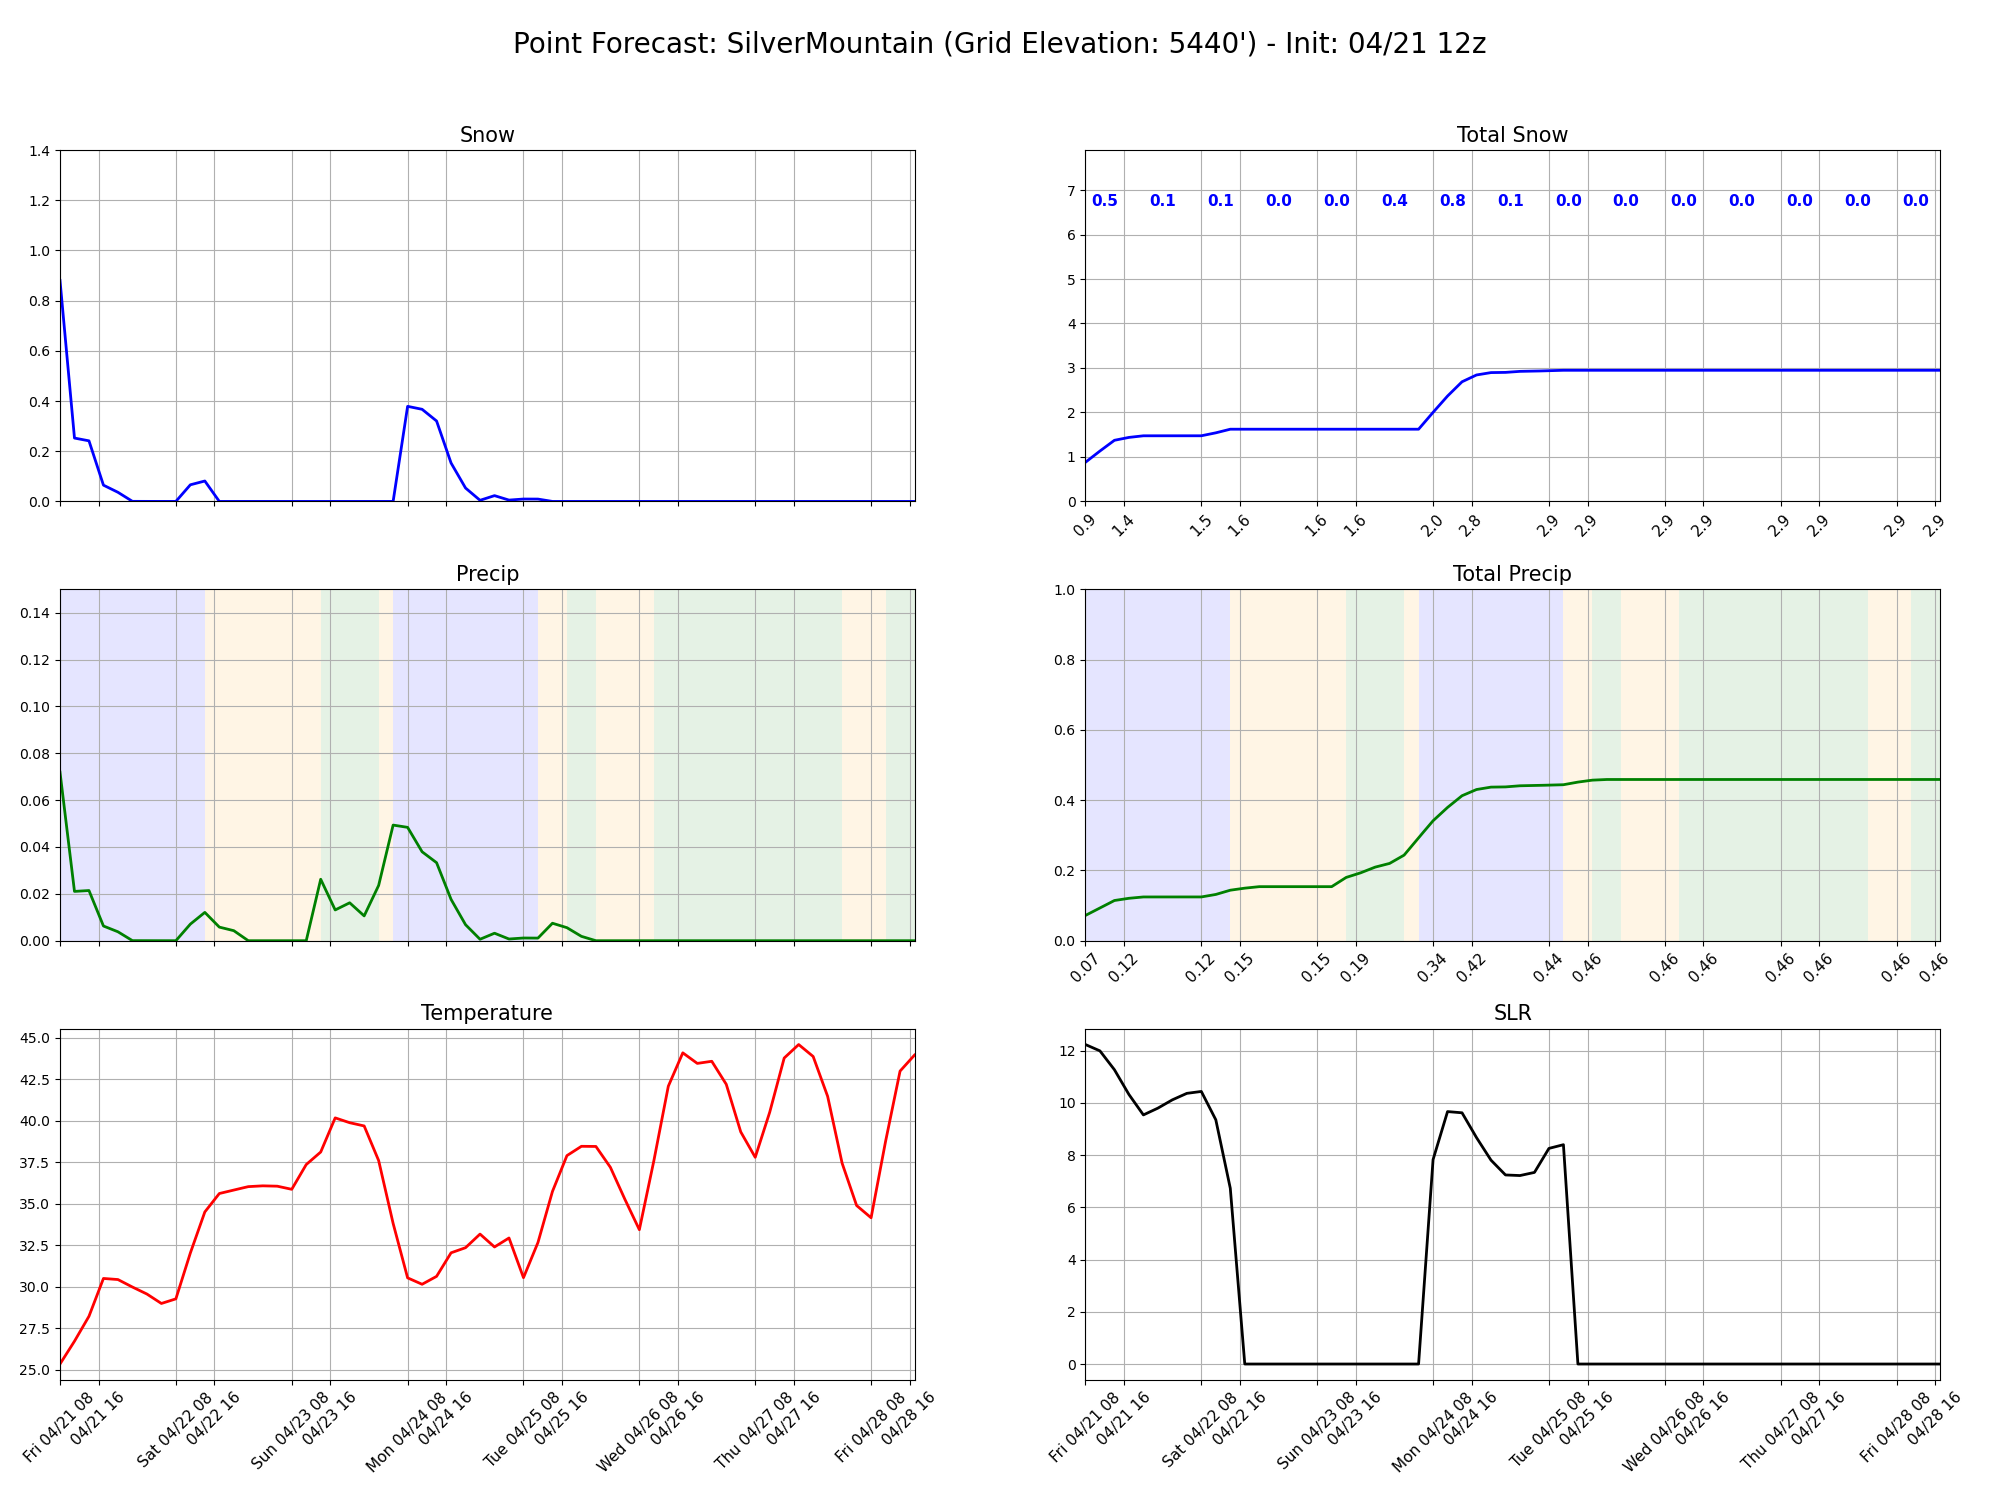 Point Forecast: SilverMountain (Grid Elevation: 5440') - Init: 04/21 12z
Snow
1.4
1.2
1.0
0.8
0.6
0.4
0.2
0.0
Total Snow
7
6
5
4
3
2
1
0
0.5 0.1 0.1 0.0 0.0 0.4 0.8 0.1 0.0 0.0 0.0 0.0 0.0 0.0 0.0
0.9 1.4 1.5 1.6 1.6 1.6 2.0 2.8 2.9 2.9 2.9 2.9 2.9 2.9 2.9 2.9
Precip
0.14
0.12
0.10
0.08
0.06
0.04
0.02
0.00
Total Precip
1.0
0.8
0.6
0.4
0.2
0.0
0.07 0.12 0.12 0.15 0.15 0.19 0.34 0.42 0.44 0.46 0.46 0.46 0.46 0.46 0.46 0.46
Temperature
45.0
42.5
40.0
37.5
35.0
32.5
30.0
27.5
25.0
Fri 04/21 08
04/21 16
Sat 04/22 08
04/22 16
Sun 04/23 08
04/23 16
Mon 04/24 08
04/24 16
Tue 04/25 08
04/25 16
Wed 04/26 08
04/26 16
Thu 04/27 08
04/27 16
Fri 04/28 08
04/28 16
SLR
12
10
8
6
4
2
0
Fri 04/21 08
04/21 16
Sat 04/22 08
04/22 16
Sun 04/23 08
04/23 16
Mon 04/24 08
04/24 16
Tue 04/25 08
04/25 16
Wed 04/26 08
04/26 16
Thu 04/27 08
04/27 16
Fri 04/28 08
04/28 16